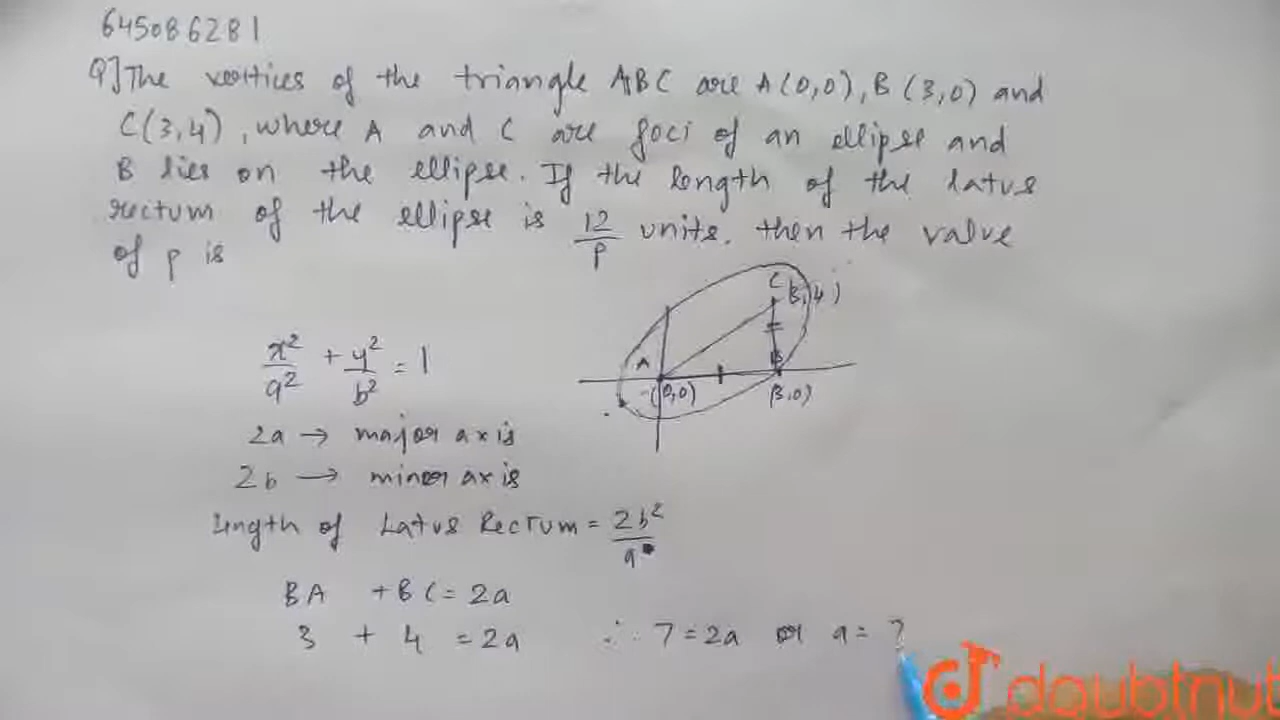 645086281
Q] The vertices of the triangle ABC are A(0,0), B(3,0) and
C(3,4), where A and C are foci of an ellipse and
B lies on the ellipse. If the length of the latus
rectum of the ellipse is 12/P units. then the value
of p is
C (3,4)
A
B
(0,0)
(3,0)
x²/a² + y²/b² = 1
2a → major axis
2b → minor axis
length of Latus Rectum = 2b²/a
BA + BC = 2a
3 + 4 = 2a ∴ 7 = 2a or a = 7
doubtnut